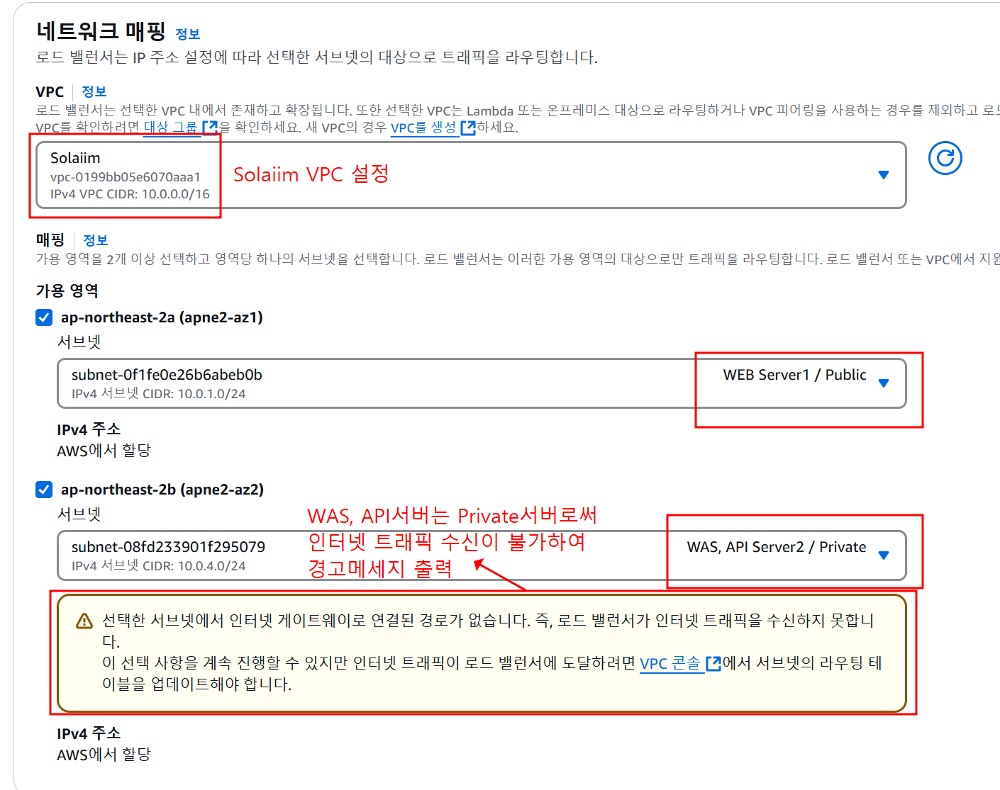 네트워크 매핑 정보
로드 밸런서는 IP 주소 설정에 따라 선택한 서브넷의 대상으로 트래픽을 라우팅합니다.
VPC 정보
로드 밸런서는 선택한 VPC 내에서 존재하고 확장됩니다. 또한 선택한 VPC는 Lambda 또는 온프레미스 대상으로 라우팅하거나 VPC 피어링을 사용하는 경우를 제외하고 로드
VPC를 확인하려면 대상 그룹을 확인하세요. 새 VPC의 경우 VPC를 생성하세요.
Solaiim
vpc-0199bb05e6070aaa1
IPv4 VPC CIDR: 10.0.0.0/16
Solaiim VPC 설정
매핑 정보
가용 영역을 2개 이상 선택하고 영역당 하나의 서브넷을 선택합니다. 로드 밸런서는 이러한 가용 영역의 대상으로만 트래픽을 라우팅합니다. 로드 밸런서 또는 VPC에서 지원
가용 영역
ap-northeast-2a (apne2-az1)
서브넷
subnet-0f1fe0e26b6abeb0b
WEB Server1 / Public
IPv4 서브넷 CIDR: 10.0.1.0/24
IPv4 주소
AWS에서 할당
ap-northeast-2b (apne2-az2)
서브넷
WAS, API서버는 Private서버로써
인터넷 트래픽 수신이 불가하여
경고메세지 출력
subnet-08fd233901f295079
WAS, API Server2 / Private
IPv4 서브넷 CIDR: 10.0.4.0/24
선택한 서브넷에서 인터넷 게이트웨이로 연결된 경로가 없습니다. 즉, 로드 밸런서가 인터넷 트래픽을 수신하지 못합니
다.
이 선택 사항을 계속 진행할 수 있지만 인터넷 트래픽이 로드 밸런서에 도달하려면 VPC 콘솔에서 서브넷의 라우팅 테
이블을 업데이트해야 합니다.
IPv4 주소
AWS에서 할당